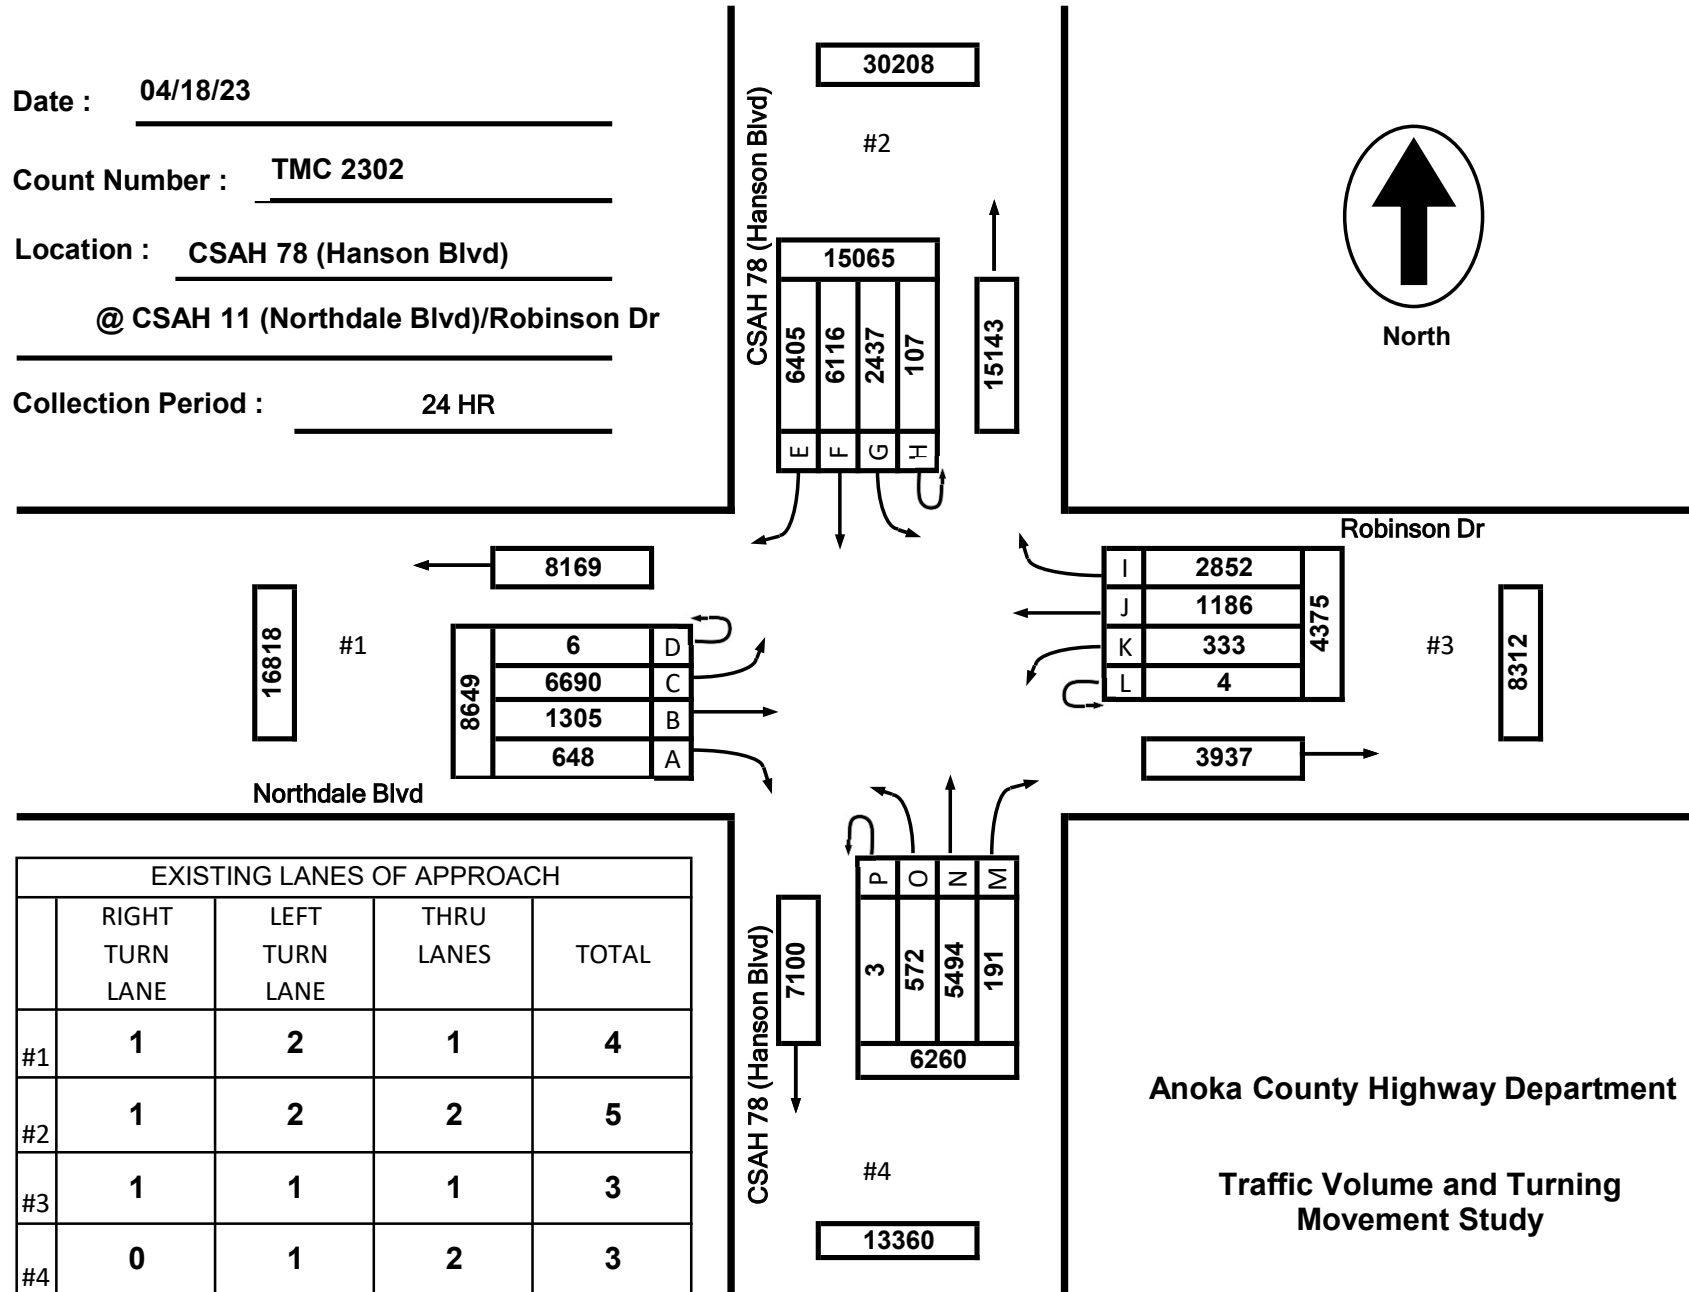 Date : 04/18/23
Count Number : TMC 2302
Location : CSAH 78 (Hanson Blvd)
@ CSAH 11 (Northdale Blvd)/Robinson Dr
Collection Period : 24 HR
30208
#2
CSAH 78 (Hanson Blvd)
15065
6405 6116 2437 107
E F G H
15143
North
Robinson Dr
8169
16818
#1
8649
6 D
6690 C
1305 B
648 A
Northdale Blvd
I 2852
J 1186
K 333
L 4
4375
#3
8312
3937
P O N M
3 572 5494 191
6260
7100
CSAH 78 (Hanson Blvd)
#4
13360
EXISTING LANES OF APPROACH
RIGHT TURN LANE
LEFT TURN LANE
THRU LANES
TOTAL
#1 1 2 1 4
#2 1 2 2 5
#3 1 1 1 3
#4 0 1 2 3
Anoka County Highway Department
Traffic Volume and Turning
Movement Study